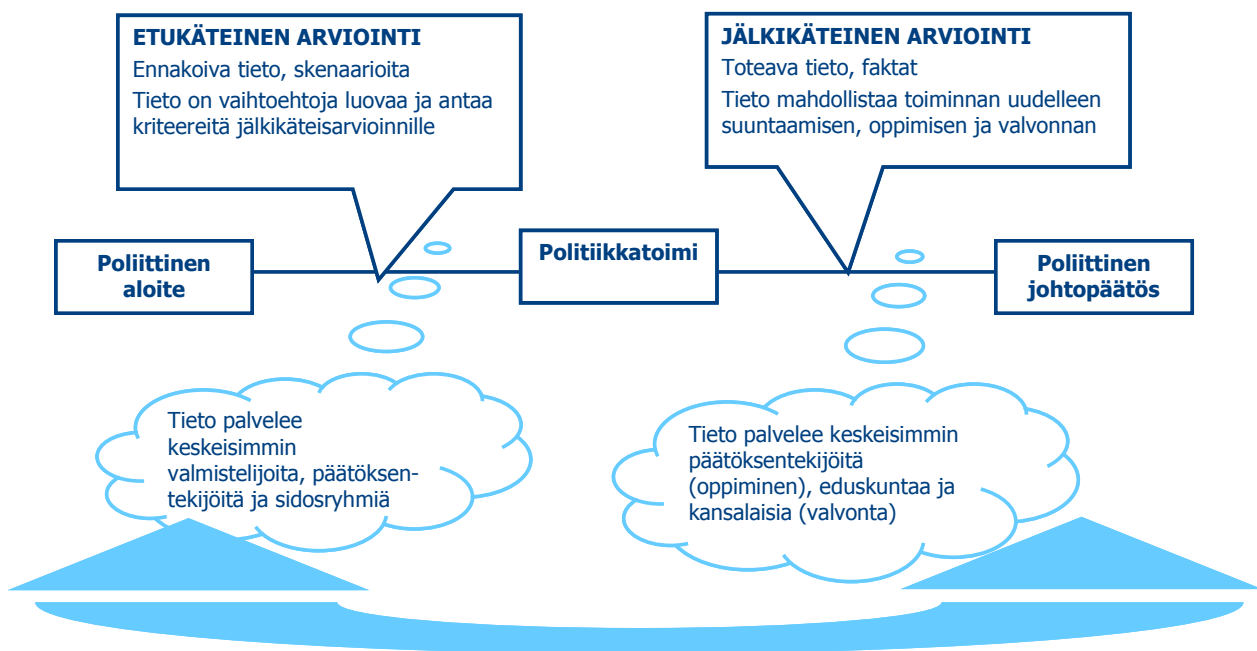 ETUKÄTEINEN ARVIOINTI
Ennakoiva tieto, skenaarioita
Tieto on vaihtoehtoja luovaa ja antaa
kriteereitä jälkikäteisarvioinnille
JÄLKIKÄTEINEN ARVIOINTI
Toteava tieto, faktat
Tieto mahdollistaa toiminnan uudelleen
suuntaamisen, oppimisen ja valvonnan
Poliittinen
aloite
Politiikkatoimi
Poliittinen
johtopäätös
Tieto palvelee
keskeisimmin
valmistelijoita, päätöksen-
tekijöitä ja sidosryhmiä
Tieto palvelee keskeisimmin
päätöksentekijöitä
(oppiminen), eduskuntaa ja
kansalaisia (valvonta)